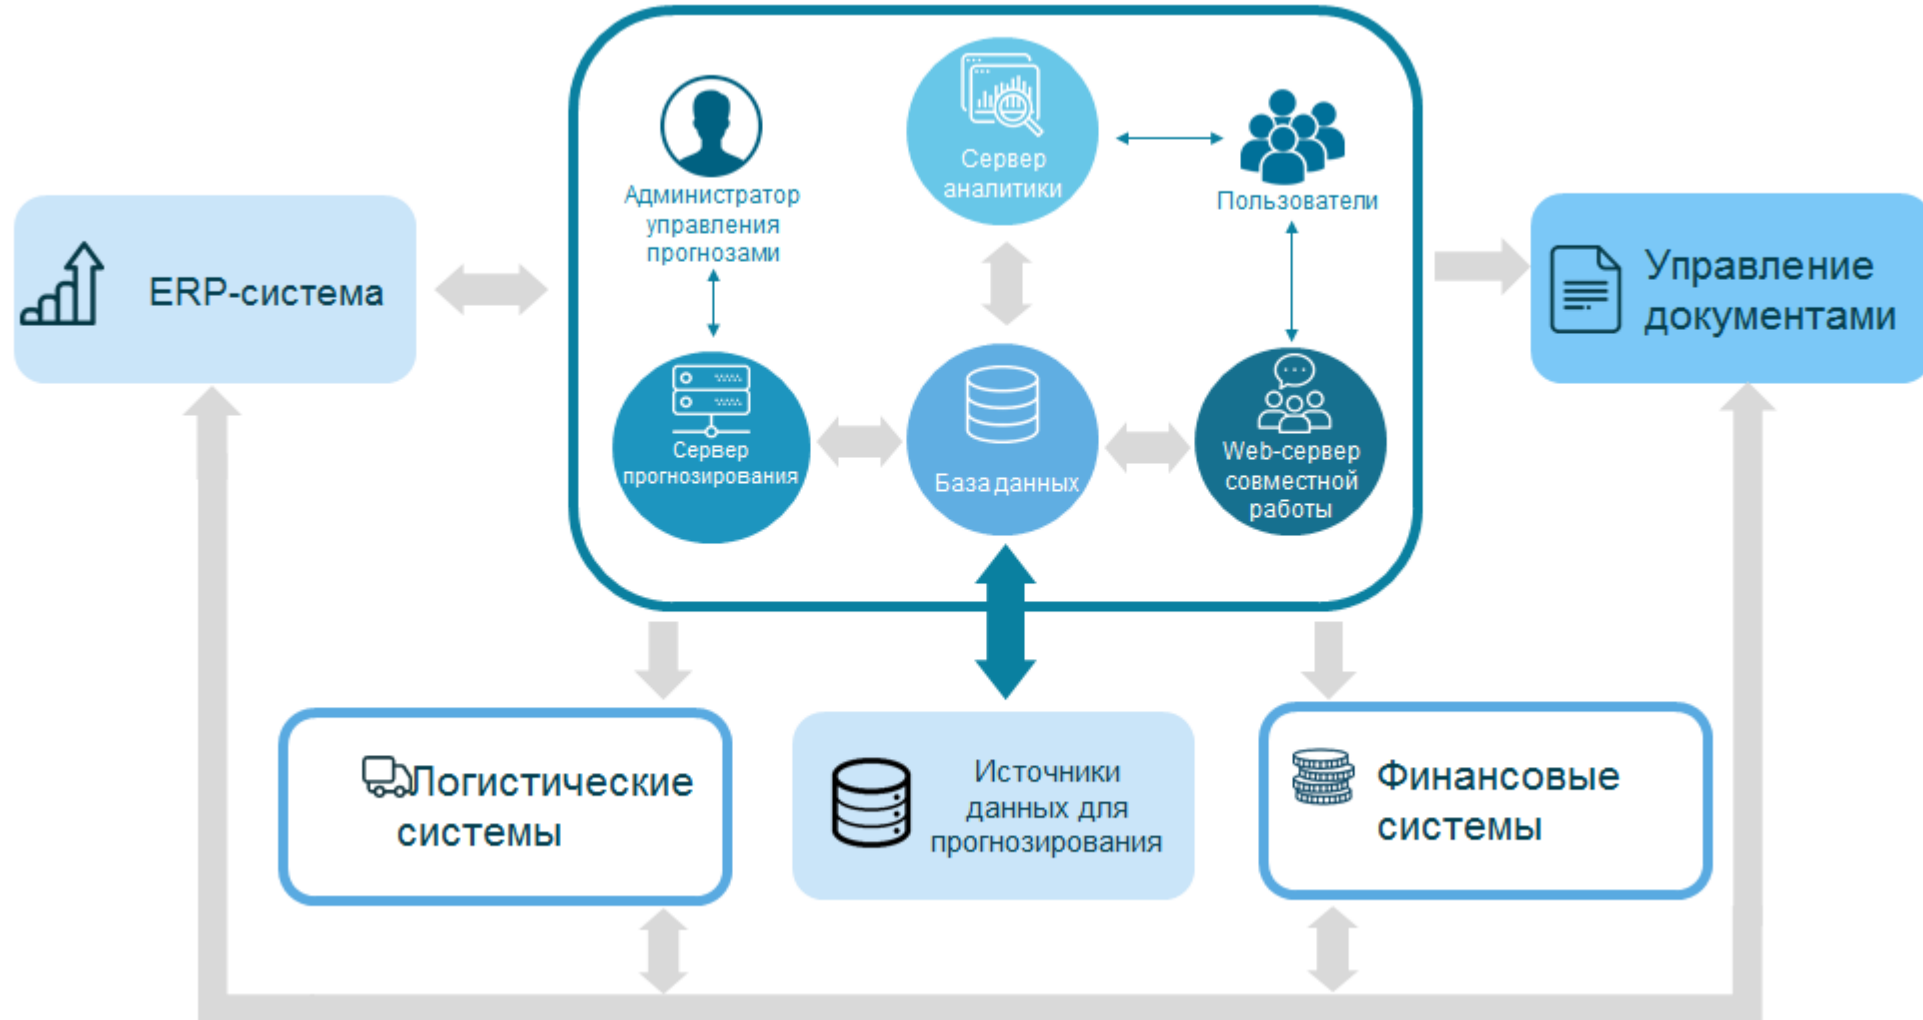 Сервер
аналитики
Администратор
управления
прогнозами
Пользователи
ERP-система
Управление
документами
Сервер
прогнозирования
База данных
Web-сервер
совместной
работы
Логистические
системы
Источники
данных для
прогнозирования
Финансовые
системы